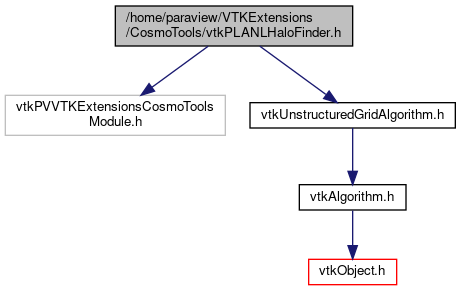 /home/paraview/VTKExtensions
/CosmoTools/vtkPLANLHaloFinder.h
vtkPVVTKExtensionsCosmoTools
Module.h
vtkUnstructuredGridAlgorithm.h
vtkAlgorithm.h
vtkObject.h